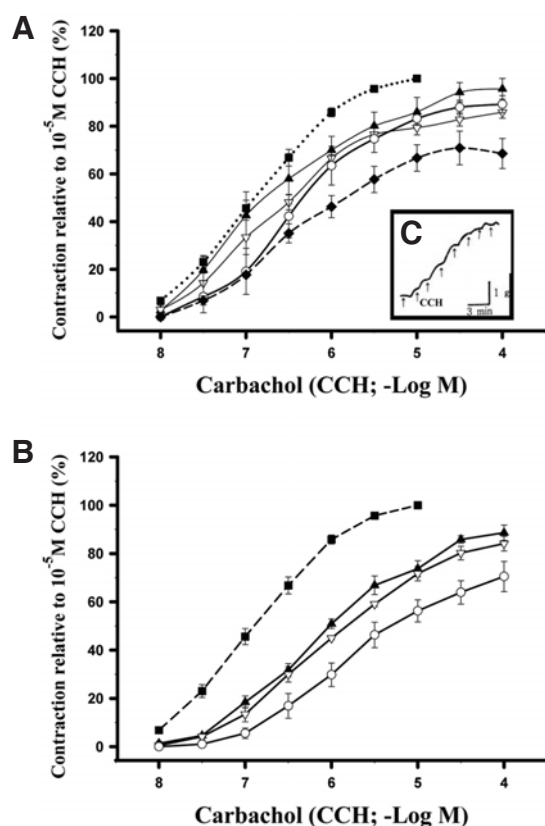 A
Contraction relative to 10⁻⁵M CCH (%)
120
100
80
60
40
20
0
8 7 6 5 4
Carbachol (CCH; -Log M)
C
CCH
1 g
3 min
B
Contraction relative to 10⁻⁵M CCH (%)
120
100
80
60
40
20
0
8 7 6 5 4
Carbachol (CCH; -Log M)